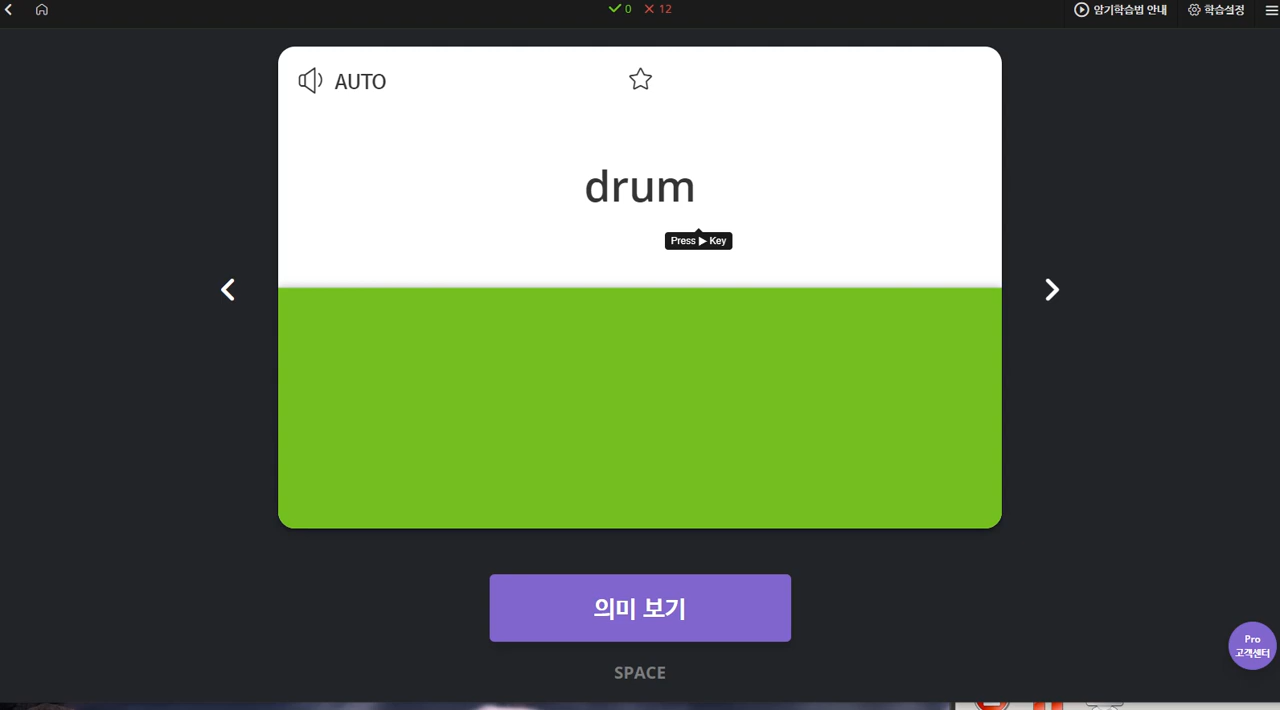 0 12 암기학습법 안내 학습설정
AUTO
drum
Press ▶ Key
의미 보기
SPACE
Pro
고객센터